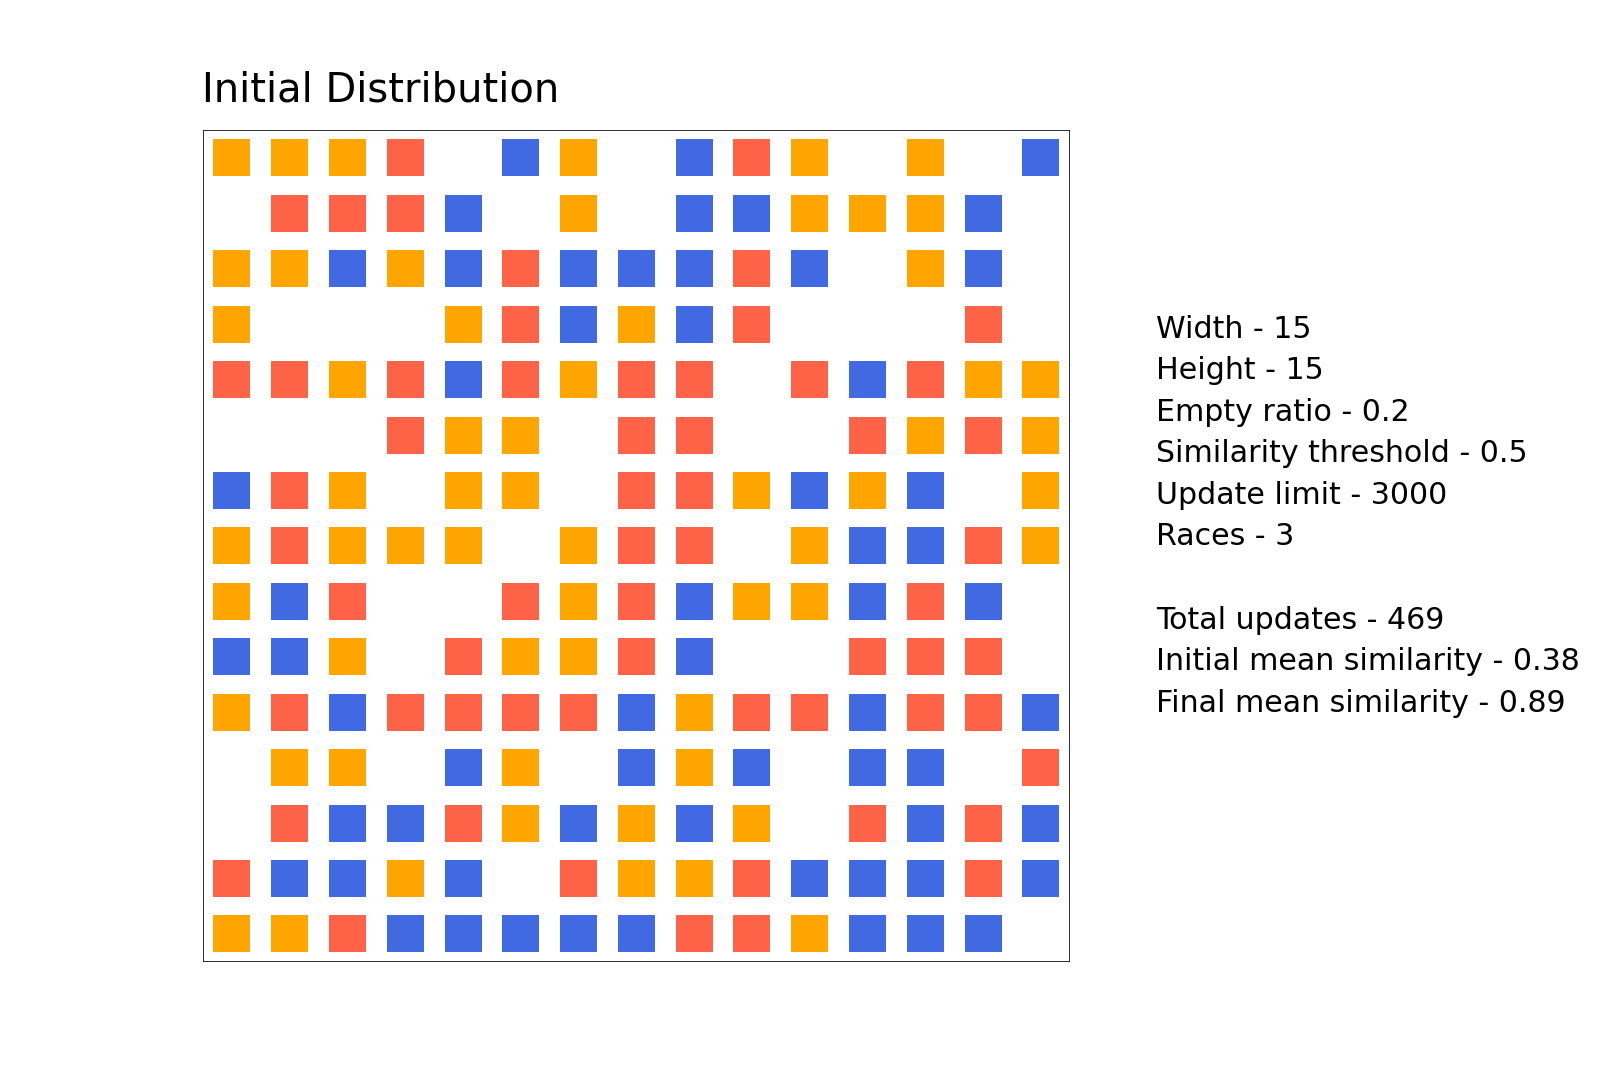 Initial Distribution
Width - 15
Height - 15
Empty ratio - 0.2
Similarity threshold - 0.5
Update limit - 3000
Races - 3
Total updates - 469
Initial mean similarity - 0.38
Final mean similarity - 0.89